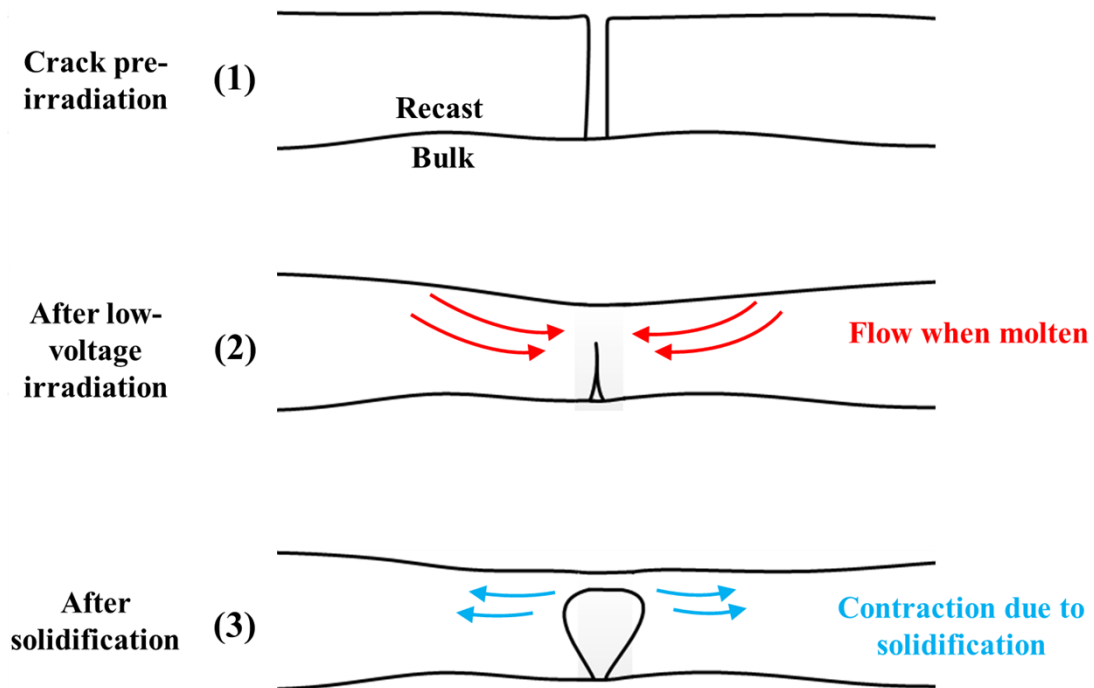 Crack pre-
irradiation
(1)
Recast
Bulk
After low-
voltage
irradiation
(2)
Flow when molten
After
solidification
(3)
Contraction due to
solidification